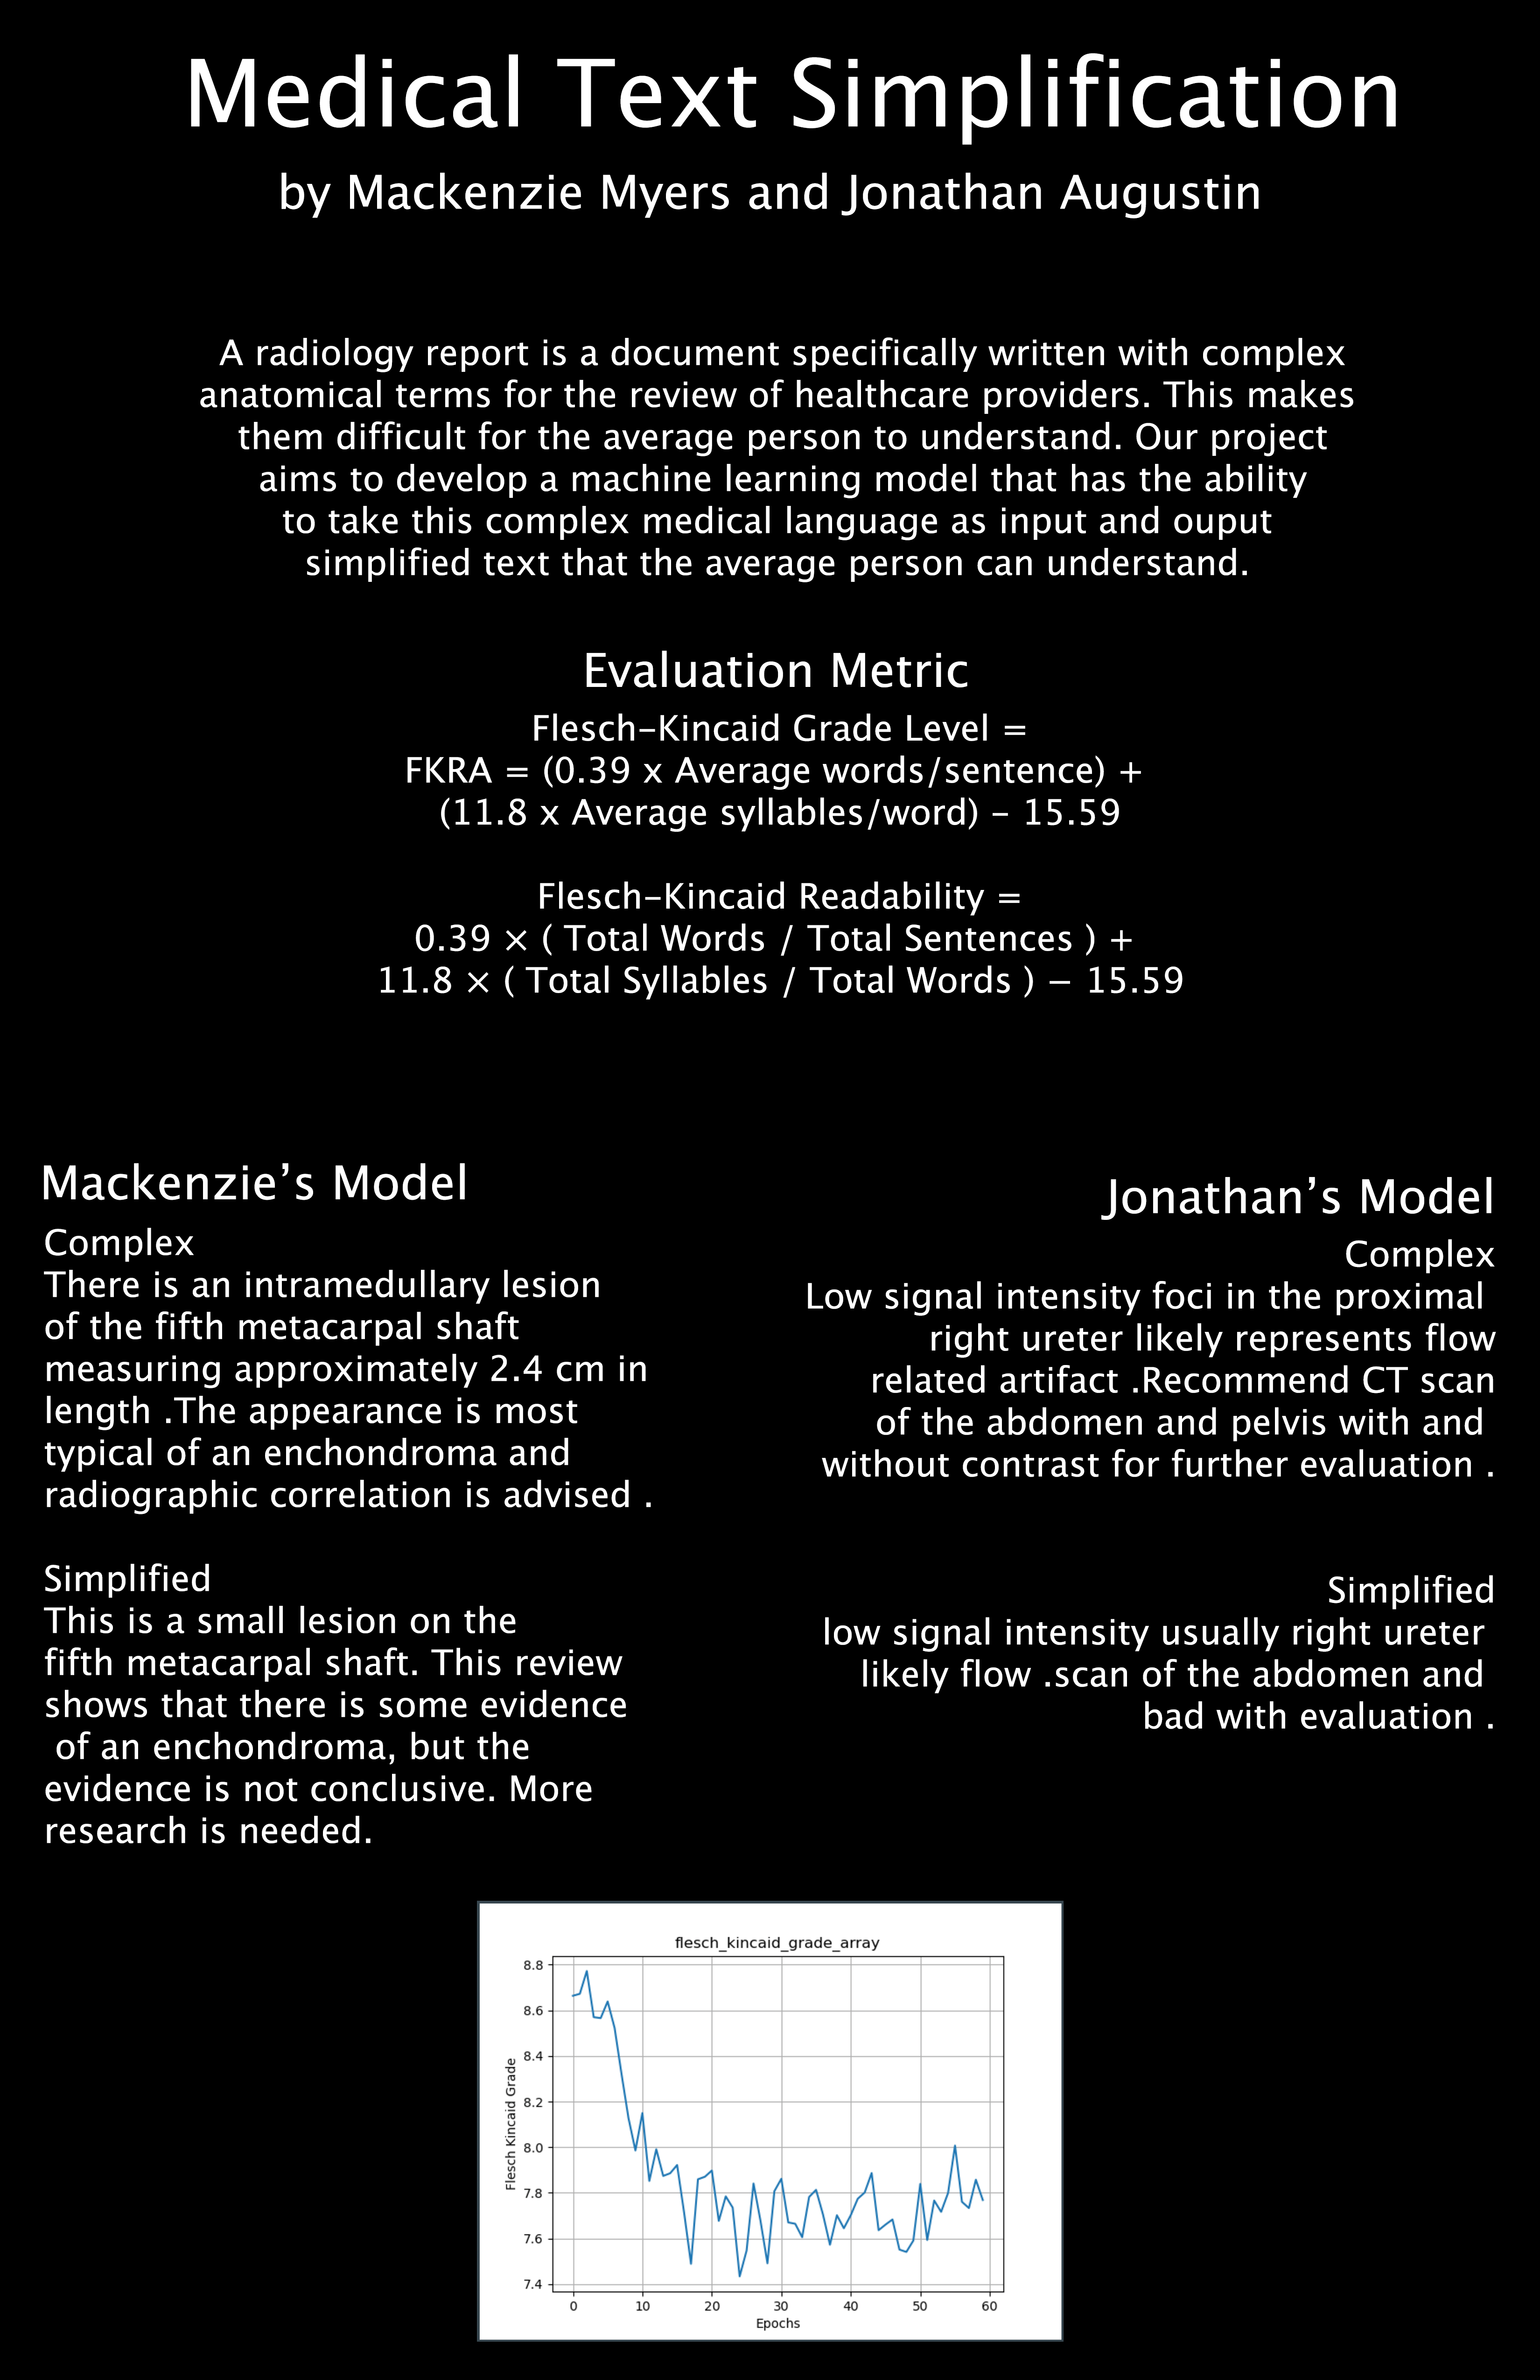 Medical Text Simplification
by Mackenzie Myers and Jonathan Augustin
A radiology report is a document specifically written with complex
anatomical terms for the review of healthcare providers. This makes
them difficult for the average person to understand. Our project
aims to develop a machine learning model that has the ability
to take this complex medical language as input and ouput
simplified text that the average person can understand.
Evaluation Metric
Flesch-Kincaid Grade Level =
FKRA = (0.39 x Average words/sentence) +
(11.8 x Average syllables/word) - 15.59
Flesch-Kincaid Readability =
0.39 × ( Total Words / Total Sentences ) +
11.8 × ( Total Syllables / Total Words ) − 15.59
Mackenzie’s Model
Complex
There is an intramedullary lesion
of the fifth metacarpal shaft
measuring approximately 2.4 cm in
length .The appearance is most
typical of an enchondroma and
radiographic correlation is advised .
Simplified
This is a small lesion on the
fifth metacarpal shaft. This review
shows that there is some evidence
of an enchondroma, but the
evidence is not conclusive. More
research is needed.
Jonathan’s Model
Complex
Low signal intensity foci in the proximal
right ureter likely represents flow
related artifact .Recommend CT scan
of the abdomen and pelvis with and
without contrast for further evaluation .
Simplified
low signal intensity usually right ureter
likely flow .scan of the abdomen and
bad with evaluation .
flesch_kincaid_grade_array
Flesch Kincaid Grade
8.8
8.6
8.4
8.2
8.0
7.8
7.6
7.4
0 10 20 30 40 50 60
Epochs